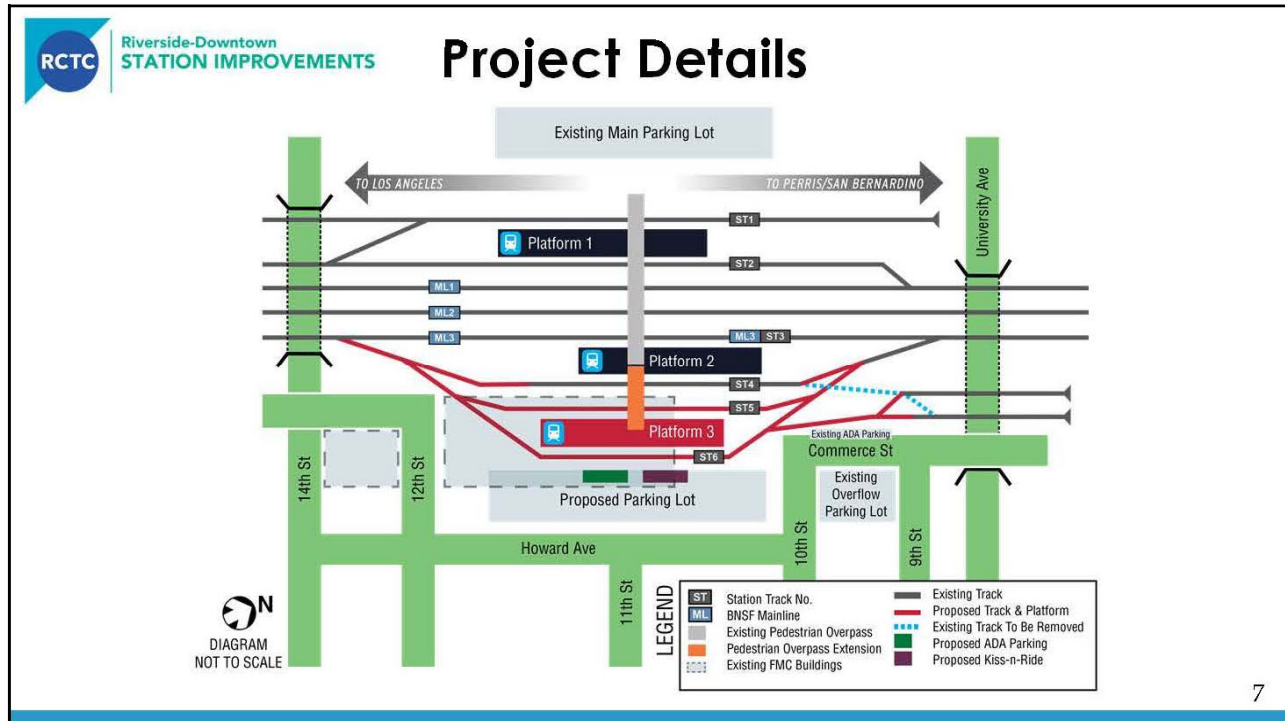 RCTC
Riverside-Downtown
STATION IMPROVEMENTS
Project Details
Existing Main Parking Lot
TO LOS ANGELES
TO PERRIS/SAN BERNARDINO
University Ave
ST1
Platform 1
ST2
ML1
ML2
ML3
ML3 ST3
Platform 2
ST4
ST5
Platform 3
ST6
Existing ADA Parking
Commerce St
14th St
12th St
Proposed Parking Lot
Existing
Overflow
Parking Lot
10th St
9th St
Howard Ave
11th St
N
DIAGRAM
NOT TO SCALE
LEGEND
ST Station Track No.
ML BNSF Mainline
Existing Pedestrian Overpass
Pedestrian Overpass Extension
Existing FMC Buildings
Existing Track
Proposed Track & Platform
Existing Track To Be Removed
Proposed ADA Parking
Proposed Kiss-n-Ride
7